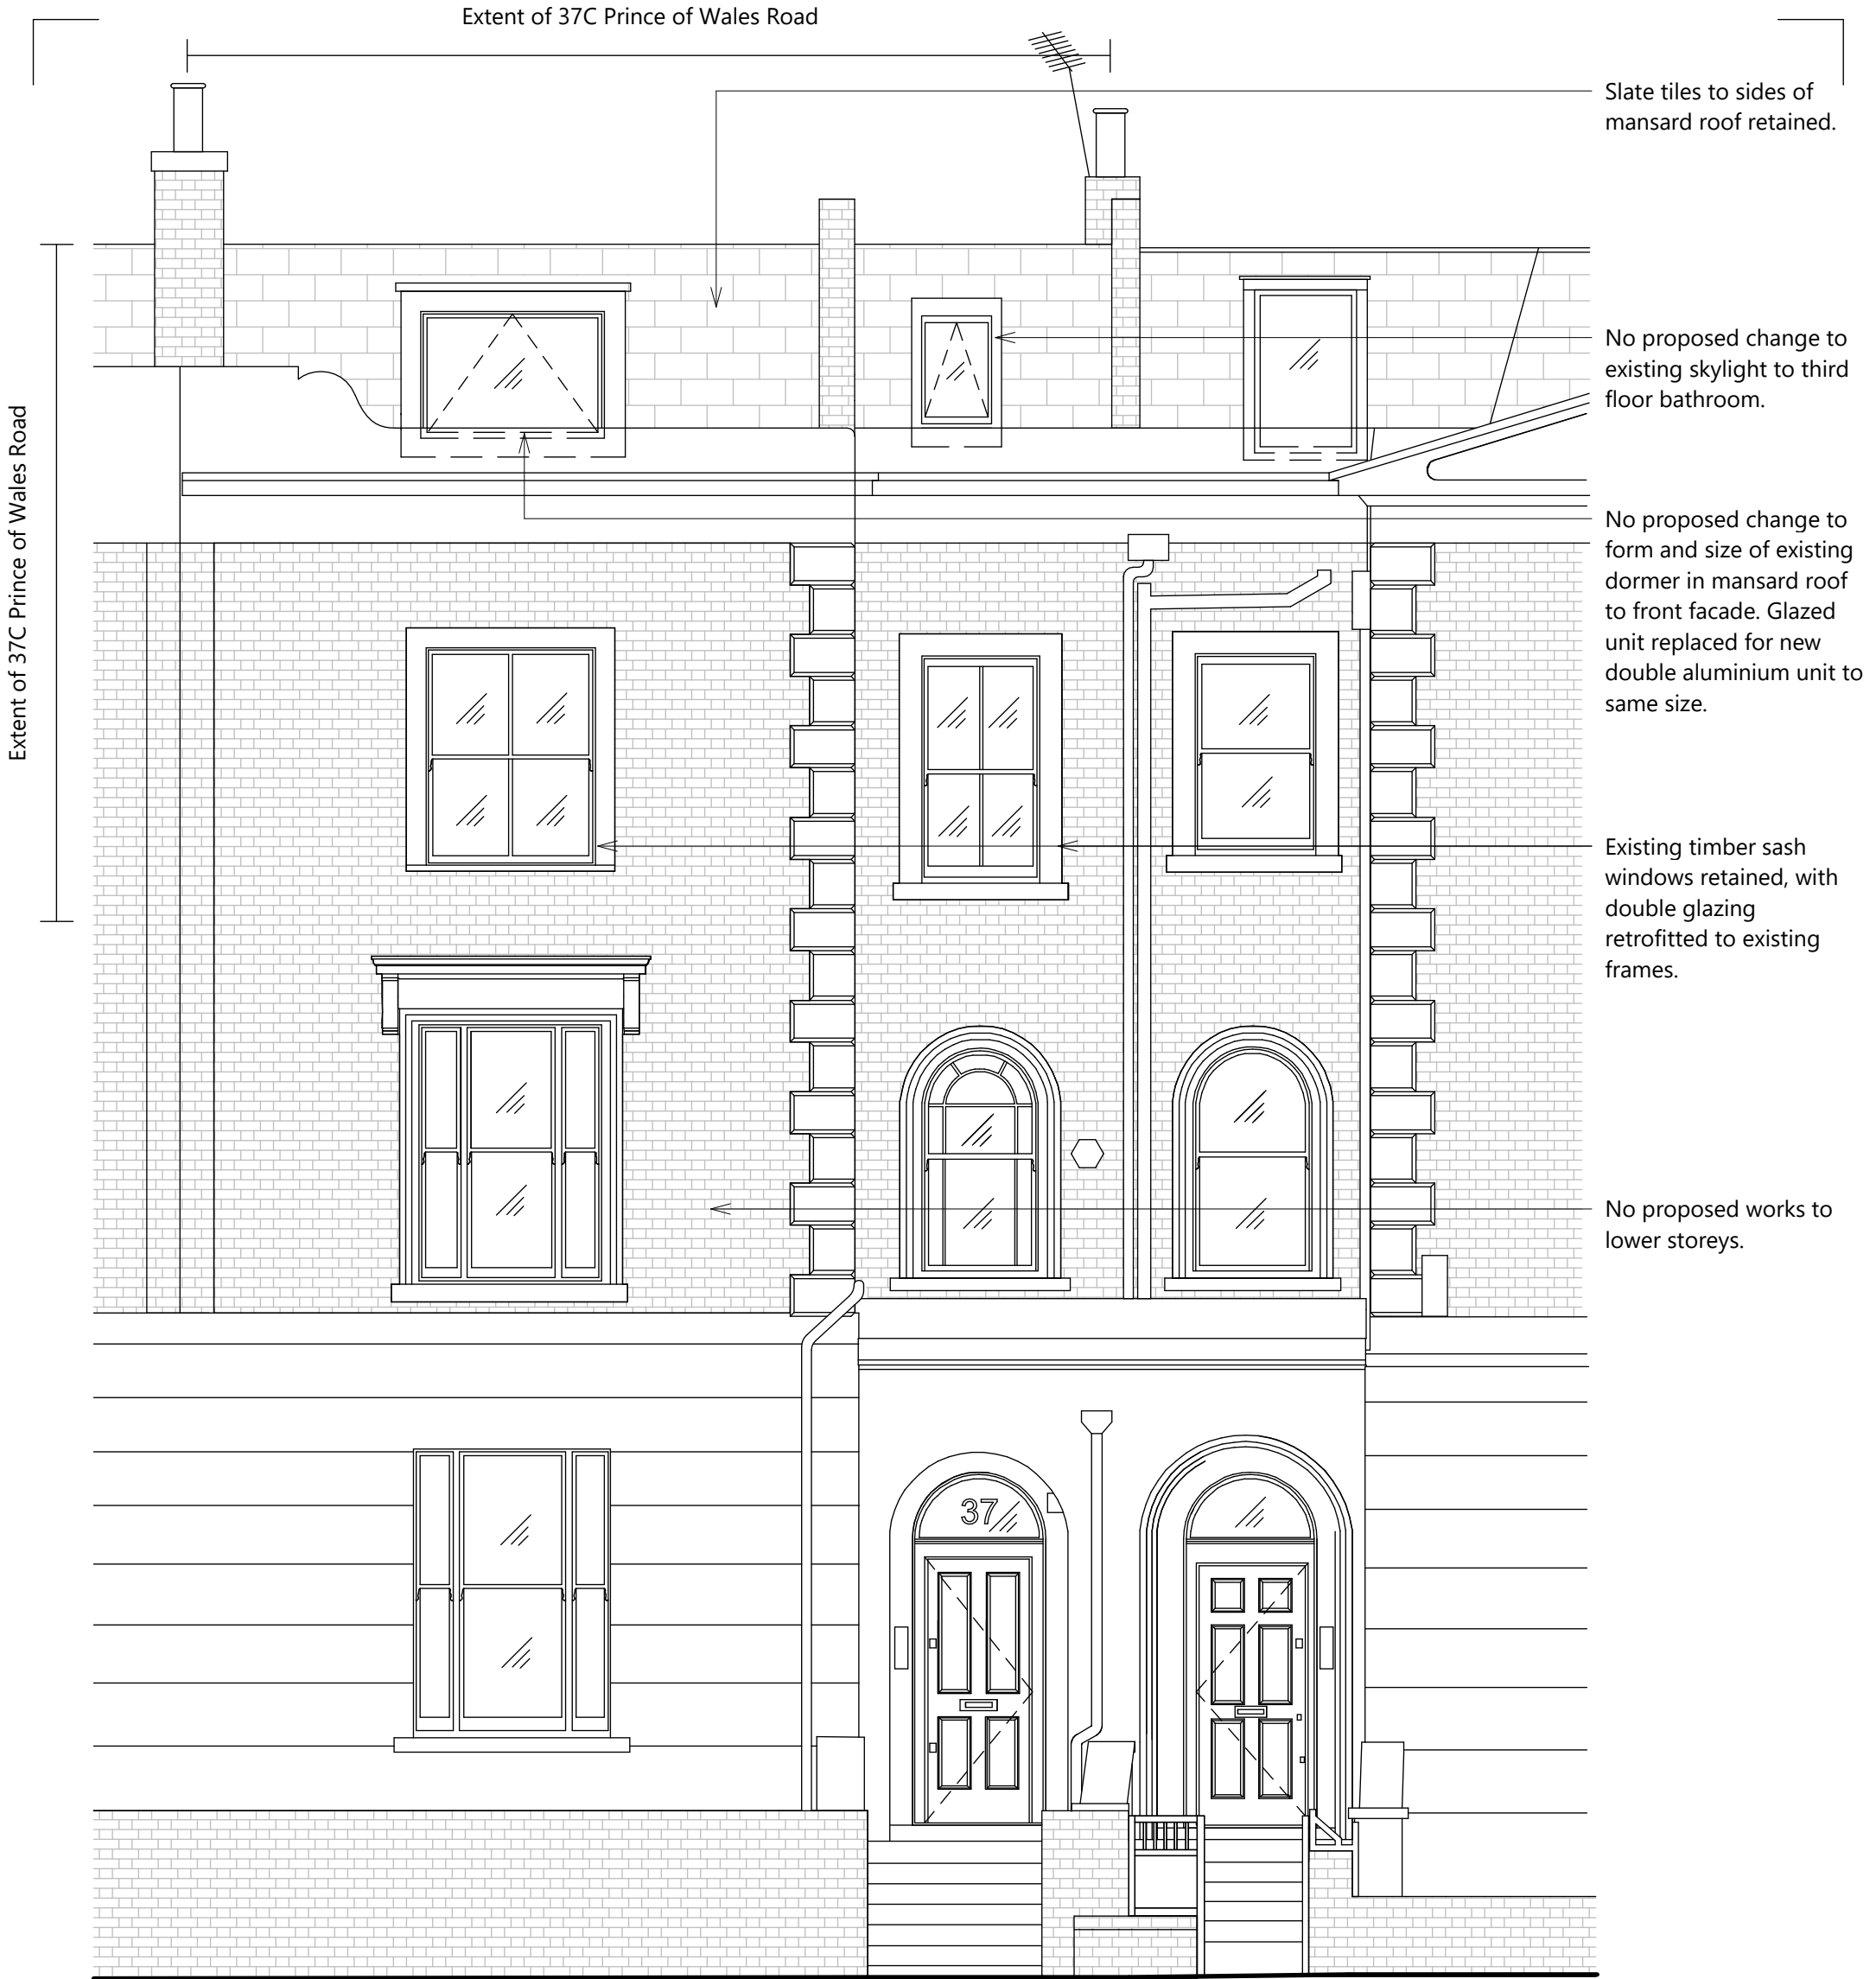 Extent of 37C Prince of Wales Road
Slate tiles to sides of
mansard roof retained.
No proposed change to
existing skylight to third
floor bathroom.
Extent of 37C Prince of Wales Road
No proposed change to
form and size of existing
dormer in mansard roof
to front facade. Glazed
unit replaced for new
double aluminium unit to
same size.
Existing timber sash
windows retained, with
double glazing
retrofitted to existing
frames.
No proposed works to
lower storeys.
37